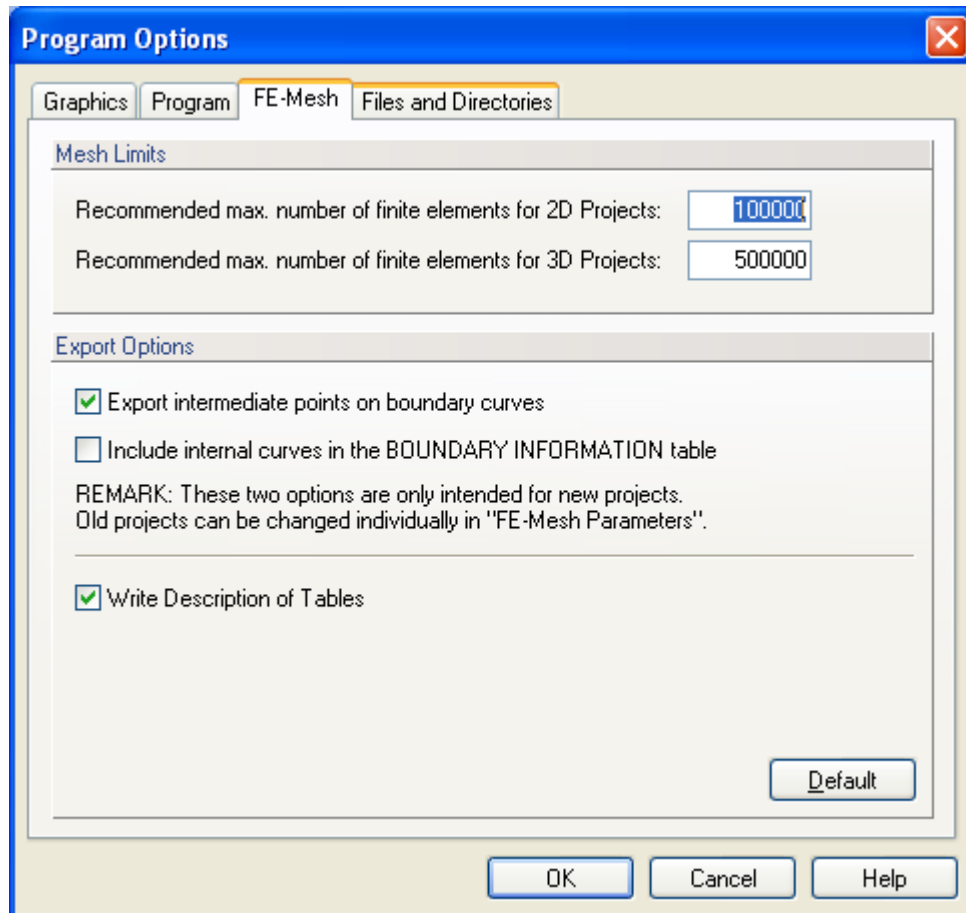 Program Options
Graphics Program FE-Mesh Files and Directories
Mesh Limits
Recommended max. number of finite elements for 2D Projects: 100000
Recommended max. number of finite elements for 3D Projects: 500000
Export Options
Export intermediate points on boundary curves
Include internal curves in the BOUNDARY INFORMATION table
REMARK: These two options are only intended for new projects.
Old projects can be changed individually in "FE-Mesh Parameters".
Write Description of Tables
Default
OK Cancel Help